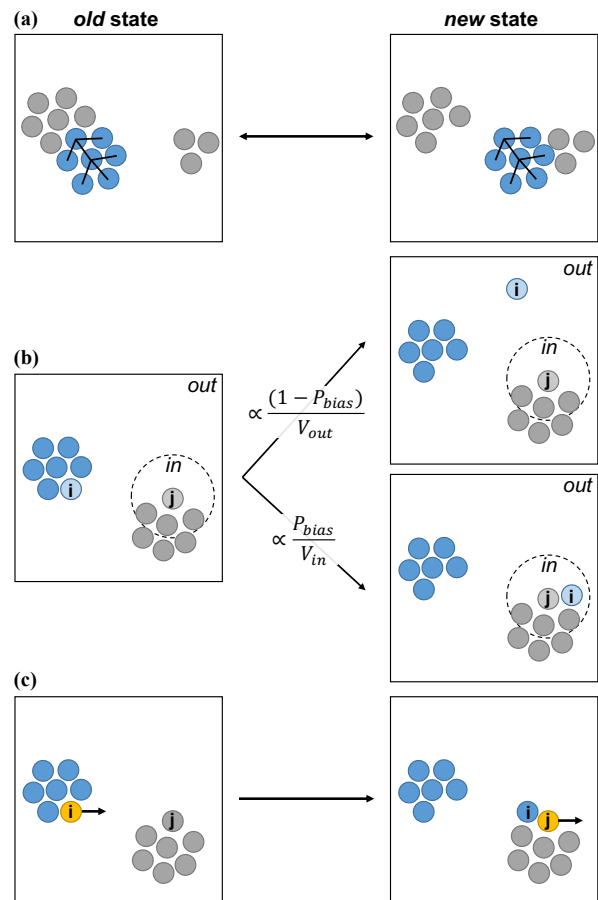 (a)
old state
new state
out
i
in
j
(b)
out
in
i
j
∝ (1 − P_bias) / V_out
∝ P_bias / V_in
out
in
j i
(c)
i
j
i
j